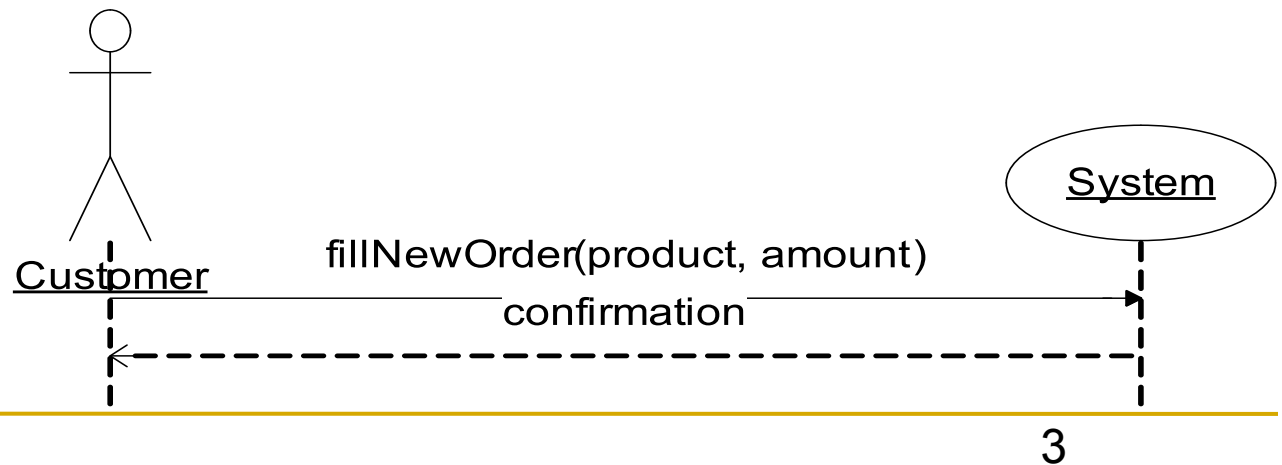 System
fillNewOrder(product, amount)
Customer
confirmation
3